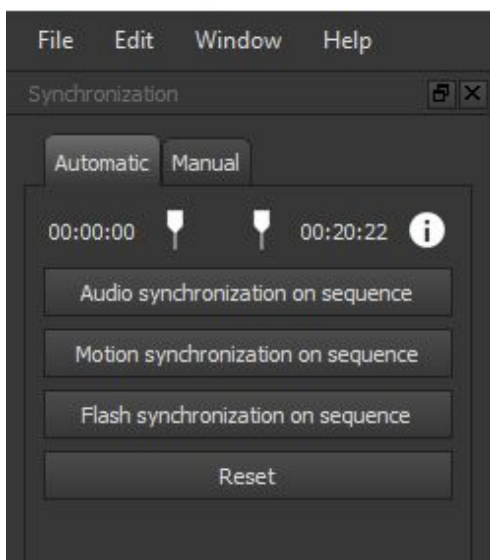 File Edit Window Help
Synchronization
Automatic Manual
00:00:00 00:20:22 i
Audio synchronization on sequence
Motion synchronization on sequence
Flash synchronization on sequence
Reset